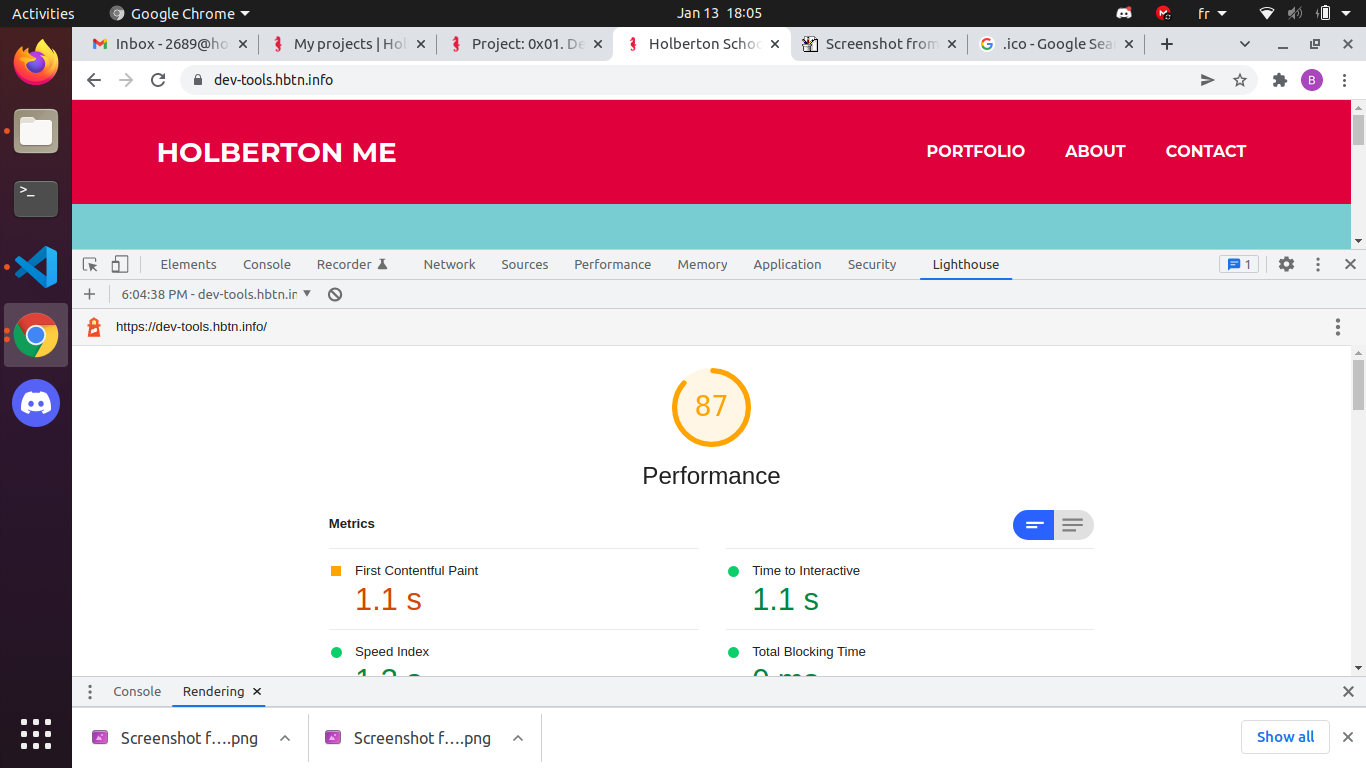 Activities Google Chrome Jan 13 18:05 fr
Inbox - 2689@ho My projects | Hol Project: 0x01. De Holberton Schoo Screenshot from .ico - Google Sea
dev-tools.hbtn.info B
HOLBERTON ME PORTFOLIO ABOUT CONTACT
Elements Console Recorder Network Sources Performance Memory Application Security Lighthouse 1
6:04:38 PM - dev-tools.hbtn.in
https://dev-tools.hbtn.info/
87
Performance
Metrics
First Contentful Paint Time to Interactive
1.1 s 1.1 s
Speed Index Total Blocking Time
Console Rendering
Screenshot f….png Screenshot f….png Show all